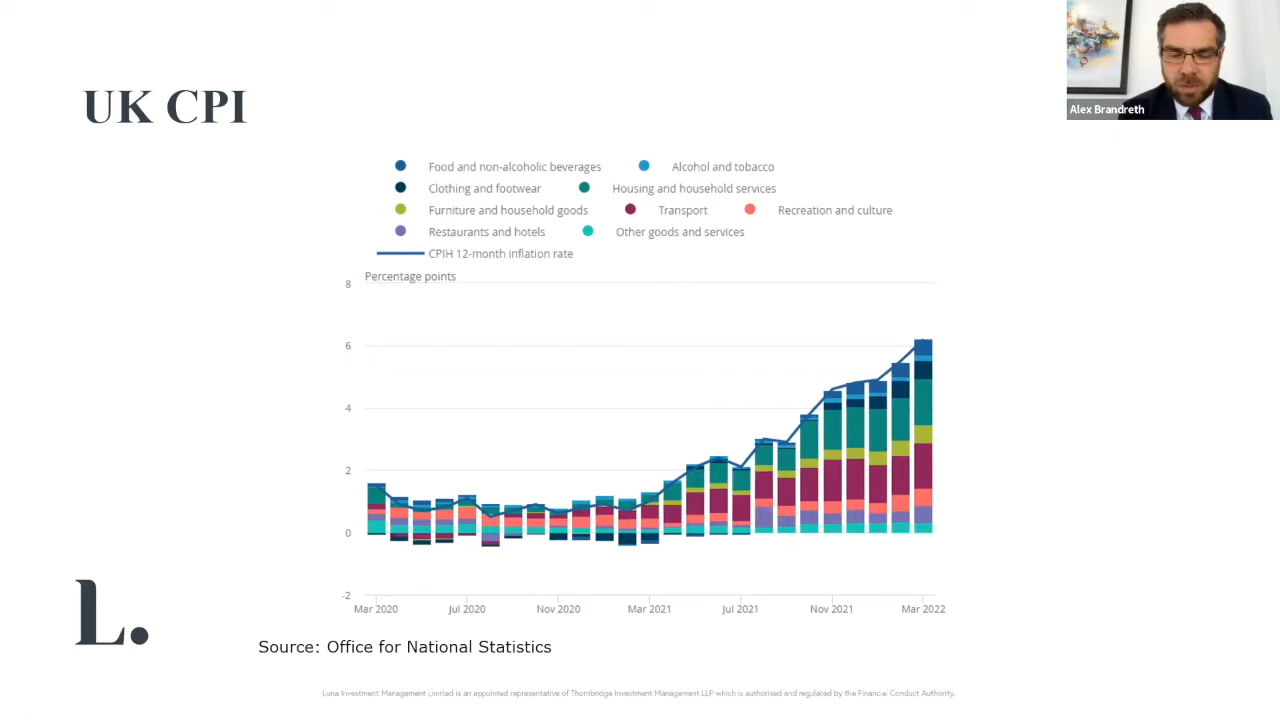 Alex Brandreth
UK CPI
Food and non-alcoholic beverages Alcohol and tobacco
Clothing and footwear Housing and household services
Furniture and household goods Transport Recreation and culture
Restaurants and hotels Other goods and services
CPIH 12-month inflation rate
Percentage points
8
6
4
2
0
-2
Mar 2020 Jul 2020 Nov 2020 Mar 2021 Jul 2021 Nov 2021 Mar 2022
L.
Source: Office for National Statistics
Luna Investment Management Limited is an appointed representative of Thornbridge Investment Management LLP which is authorised and regulated by the Financial Conduct Authority.